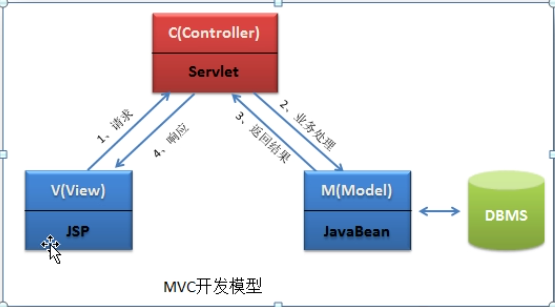 C(Controller)
Servlet
1、请求
4、响应
2、业务处理
3、返回结果
V(View)
JSP
M(Model)
JavaBean
DBMS
MVC开发模型